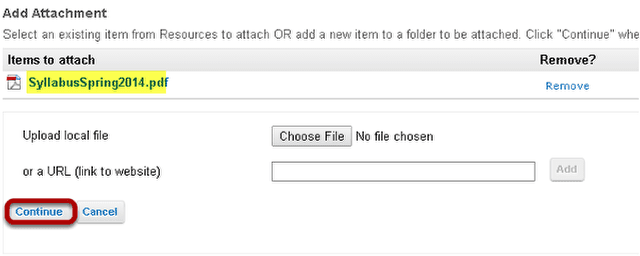 Add Attachment
Select an existing item from Resources to attach OR add a new item to a folder to be attached. Click "Continue" whe
Items to attach Remove?
SyllabusSpring2014.pdf Remove
Upload local file Choose File No file chosen
or a URL (link to website) Add
Continue Cancel